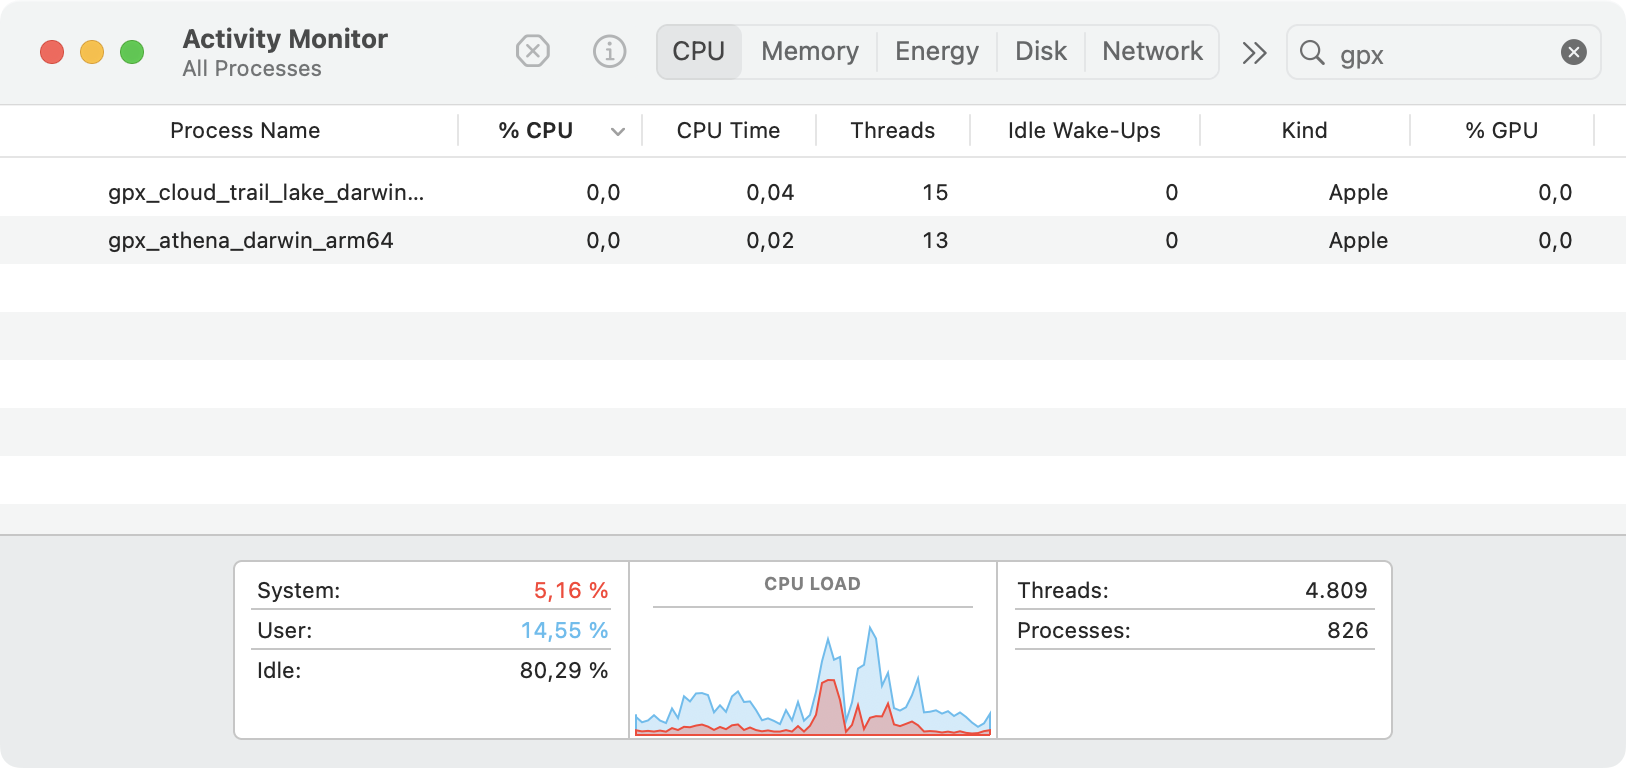 Activity Monitor
All Processes
CPU Memory Energy Disk Network gpx
Process Name % CPU CPU Time Threads Idle Wake-Ups Kind % GPU
gpx_cloud_trail_lake_darwin... 0,0 0,04 15 0 Apple 0,0
gpx_athena_darwin_arm64 0,0 0,02 13 0 Apple 0,0
System: 5,16 %
User: 14,55 %
Idle: 80,29 %
CPU LOAD
Threads: 4.809
Processes: 826